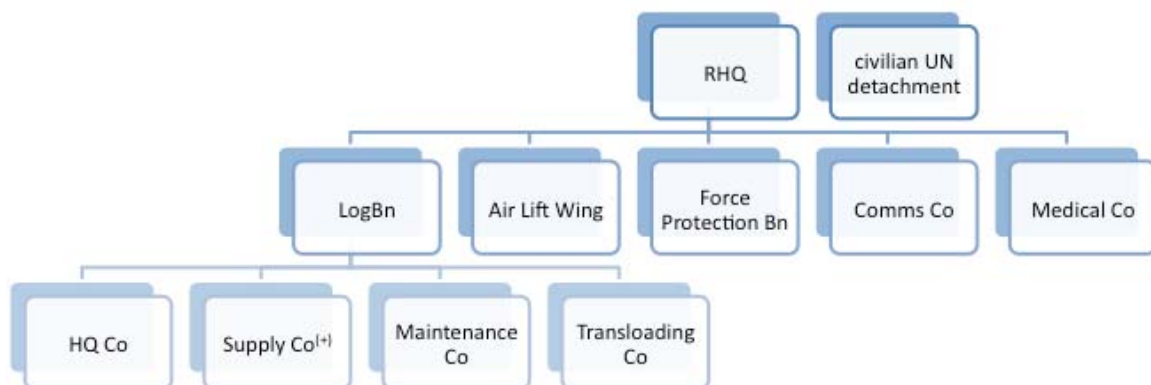 RHQ
civilian UN
detachment
LogBn
Air Lift Wing
Force
Protection Bn
Comms Co
Medical Co
HQ Co
Supply Co(+)
Maintenance
Co
Transloading
Co